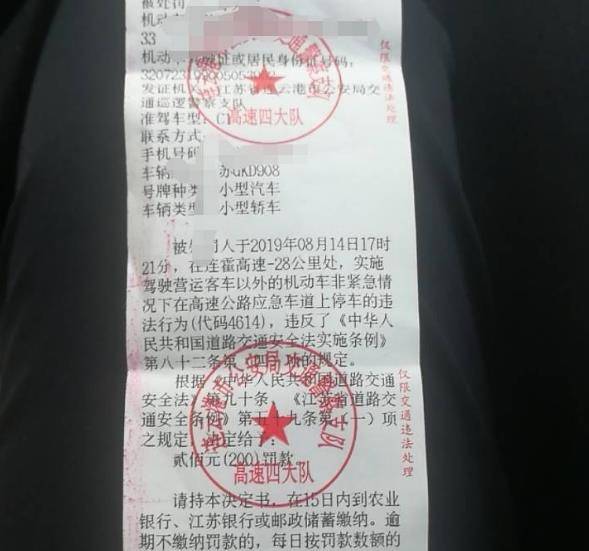 被处罚
机动车
33
机动
发证机关 江苏省连云港市公安局交
通巡逻警察支队
准驾车型: C1
联系方式
手机号码
车辆 苏GKD908
号牌种类 小型汽车
车辆类型 小型轿车
高速四大队
仅限交通违法处理
被处罚人于2019年08月14日17时
21分,在连霍高速-28公里处,实施
驾驶营运客车以外的机动车非紧急情
况下在高速公路应急车道上停车的违
法行为(代码4614),违反了《中华人
民共和国道路交通安全法实施条例》
第八十二条第(四)项的规定。
根据《中华人民共和国道路交通
安全法》第九十条、《江苏省道路交
通安全条例》第五十九条第(一)项
之规定,决定给予:
贰佰元(200)罚款
高速四大队
仅限交通违法处理
请持本决定书,在15日内到农业
银行、江苏银行或邮政储蓄缴纳。逾
期不缴纳罚款的,每日按罚款数额的